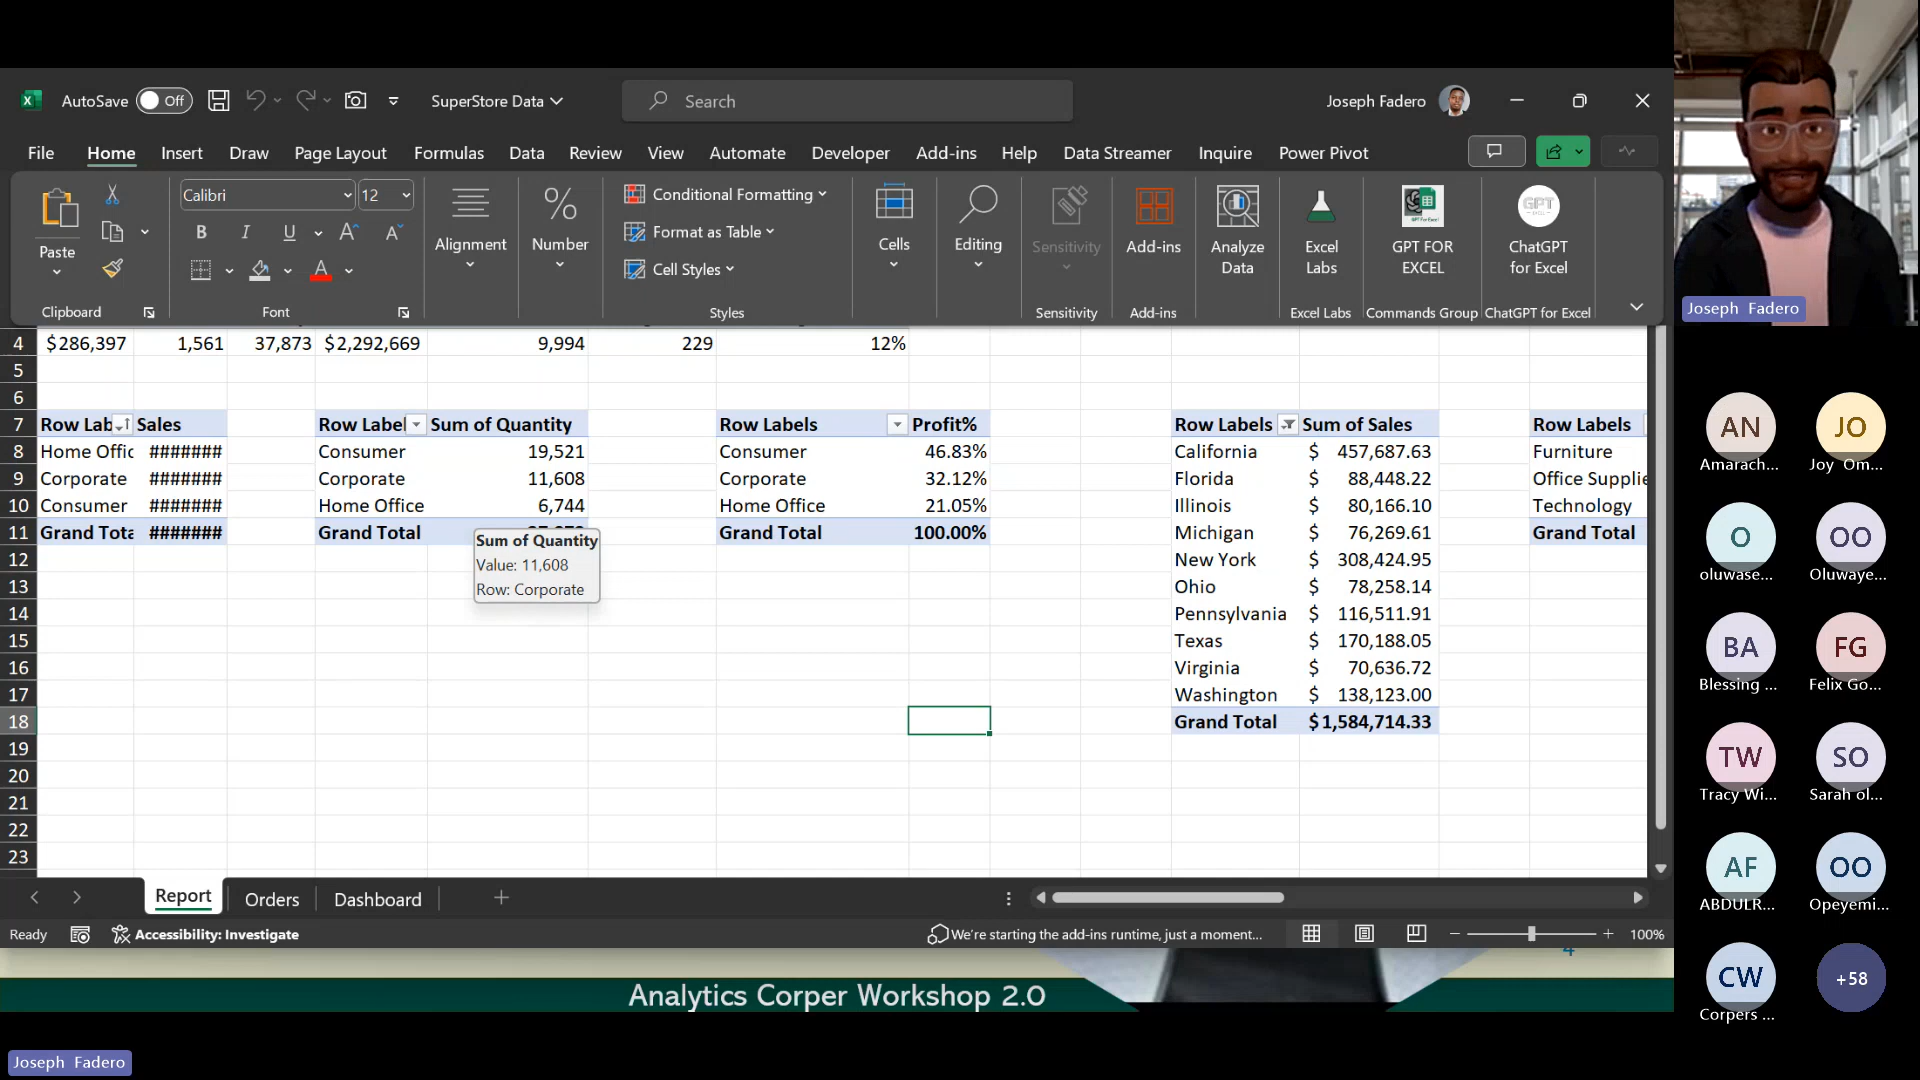 AutoSave Off SuperStore Data Search Joseph Fadero
File Home Insert Draw Page Layout Formulas Data Review View Automate Developer Add-ins Help Data Streamer Inquire Power Pivot
Calibri 12 Conditional Formatting
Format as Table
Cell Styles
Paste Alignment Number Cells Editing Sensitivity Add-ins Analyze Data Excel Labs GPT FOR EXCEL ChatGPT for Excel
Clipboard Font Styles Sensitivity Add-ins Excel Labs Commands Group ChatGPT for Excel
4 $286,397 1,561 37,873 $2,292,669 9,994 229 12%
5
6
7 Row Lab Sales Row Label Sum of Quantity Row Labels Profit% Row Labels Sum of Sales Row Labels
8 Home Offic ####### Consumer 19,521 Consumer 46.83% California $ 457,687.63 Furniture
9 Corporate ####### Corporate 11,608 Corporate 32.12% Florida $ 88,448.22 Office Supplie
10 Consumer ####### Home Office 6,744 Home Office 21.05% Illinois $ 80,166.10 Technology
11 Grand Tota ####### Grand Total Grand Total 100.00% Michigan $ 76,269.61 Grand Total
Sum of Quantity
Value: 11,608
Row: Corporate
12 New York $ 308,424.95
13 Ohio $ 78,258.14
14 Pennsylvania $ 116,511.91
15 Texas $ 170,188.05
16 Virginia $ 70,636.72
17 Washington $ 138,123.00
18 Grand Total $1,584,714.33
19
20
21
22
23
Report Orders Dashboard
Ready Accessibility: Investigate We're starting the add-ins runtime, just a moment... 100%
4
Analytics Corper Workshop 2.0
Joseph Fadero
Joseph Fadero
AN JO
Amarach... Joy Om...
O OO
oluwase... Oluwaye...
BA FG
Blessing ... Felix Go...
TW SO
Tracy Wi... Sarah ol...
AF OO
ABDULR... Opeyemi...
CW +58
Corpers ...